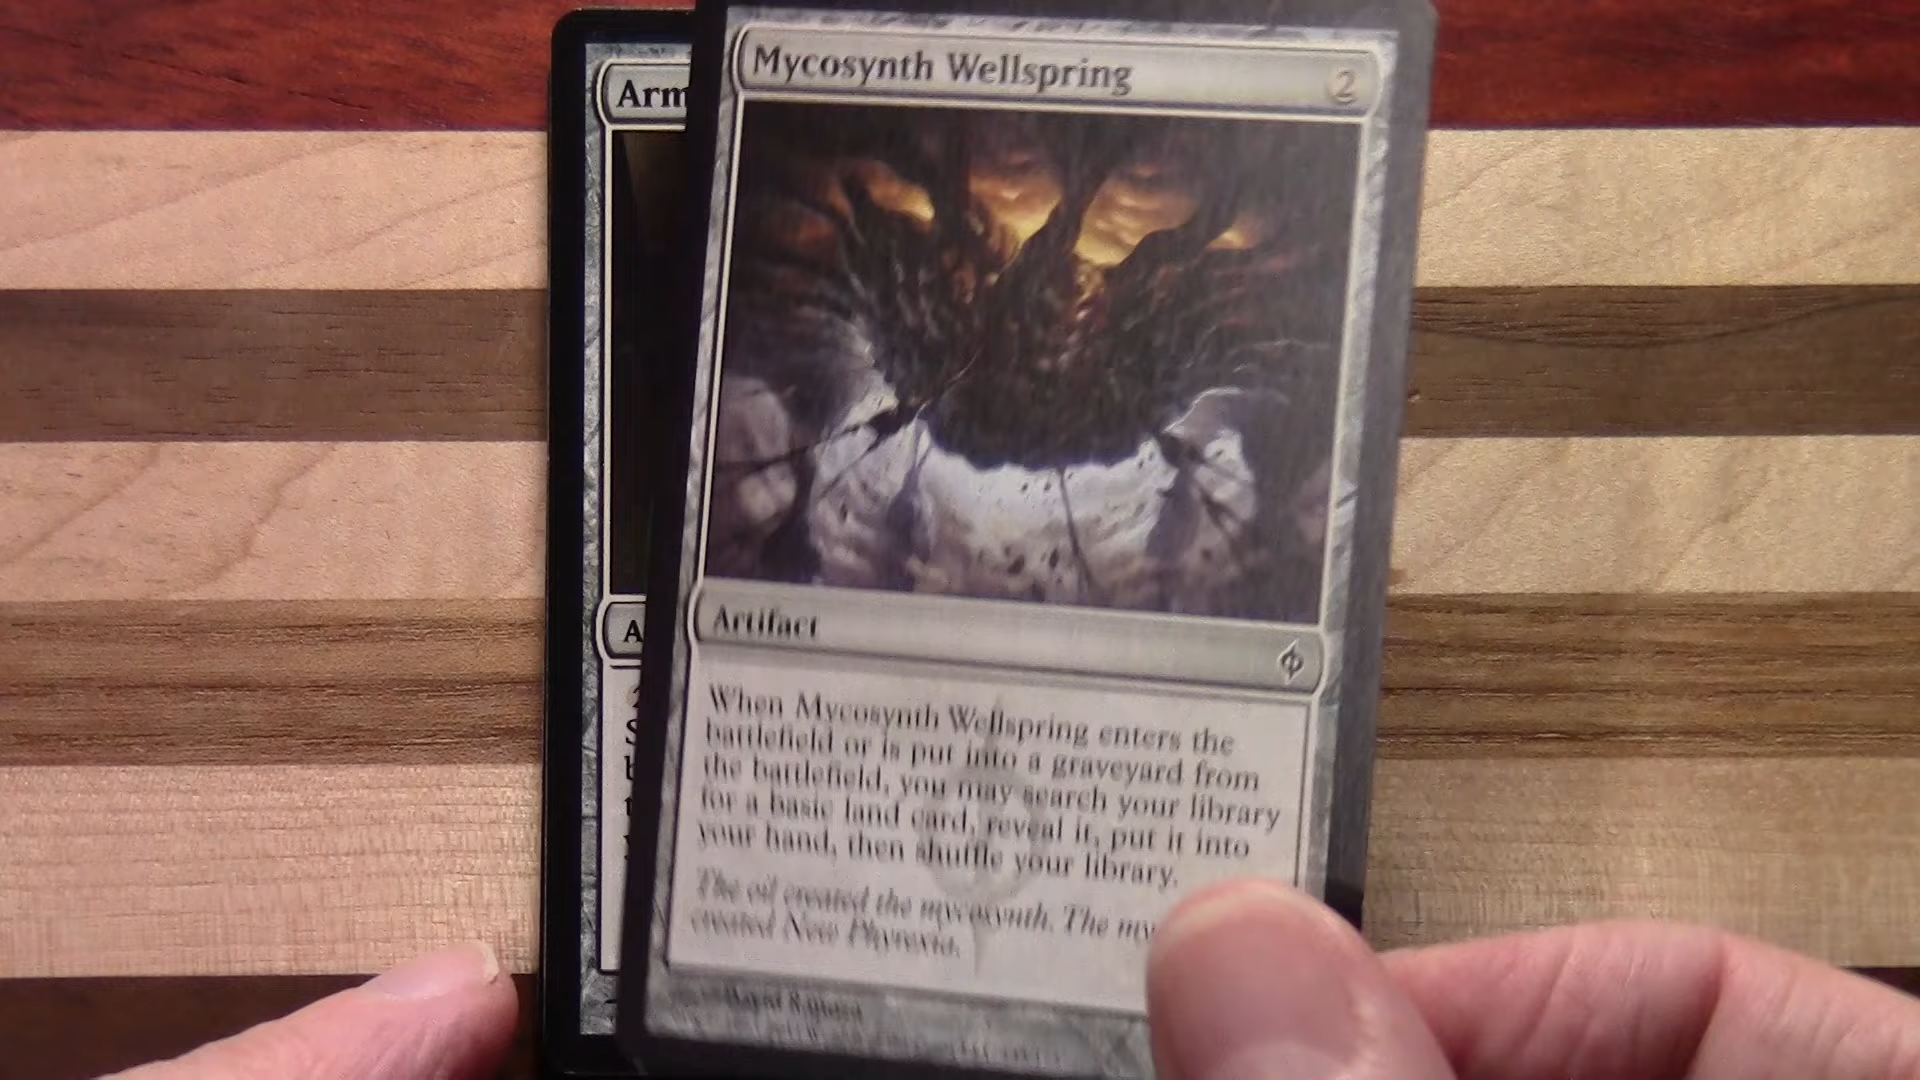 Mycosynth Wellspring 2
Arm
Artifact
A
When Mycosynth Wellspring enters the
battlefield or is put into a graveyard from
the battlefield, you may search your library
for a basic land card, reveal it, put it into
your hand, then shuffle your library.
The oil created the mycosynth. The my
created New Phyrexia.